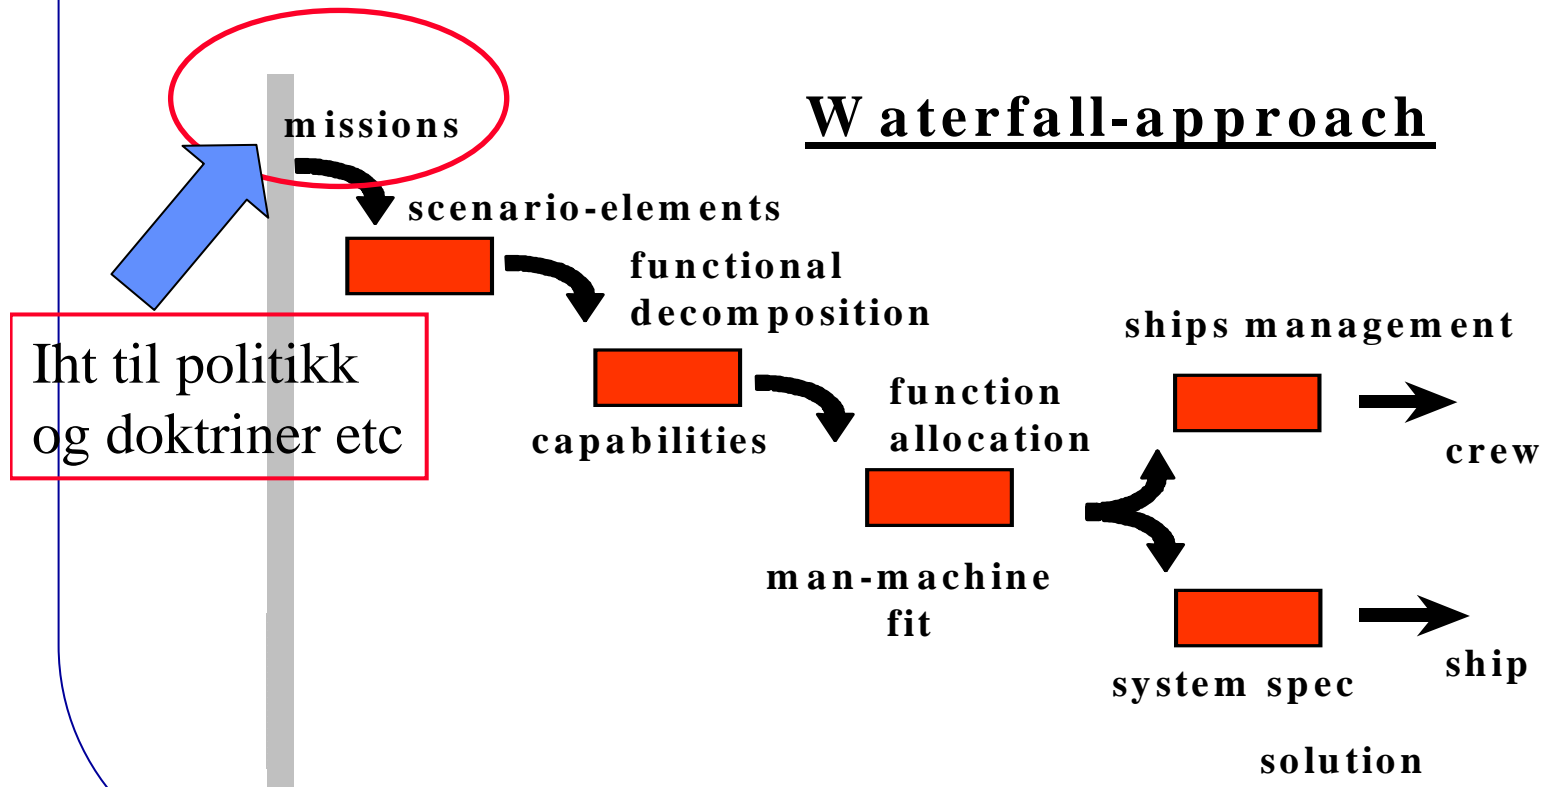 Waterfall-approach
missions
scenario-elements
functional
decomposition
capabilities
function
allocation
man-machine
fit
ships management
crew
system spec
ship
solution
Iht til politikk
og doktriner etc